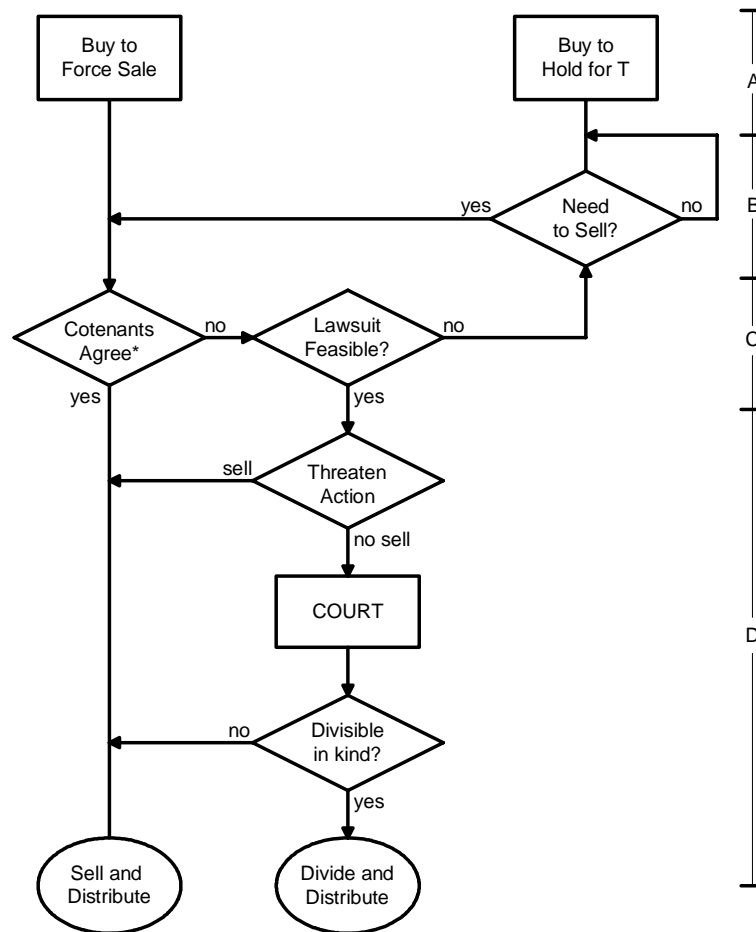 Buy to
Force Sale
Buy to
Hold for T
A
yes
Need
to Sell?
no
B
Cotenants
Agree*
no
Lawsuit
Feasible?
no
C
yes
yes
sell
Threaten
Action
no sell
COURT
D
no
Divisible
in kind?
yes
Sell and
Distribute
Divide and
Distribute